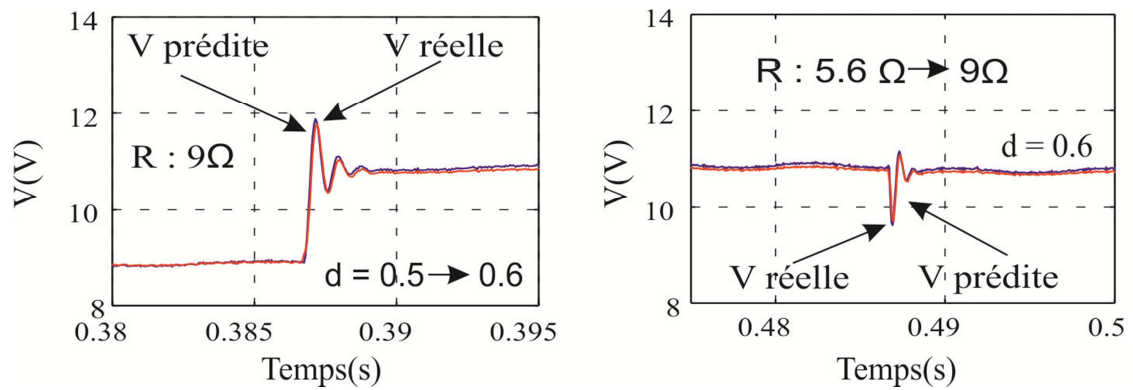 14
12
10
8
V(V)
V prédite
V réelle
R : 9Ω
d = 0.5 → 0.6
0.38
0.385
0.39
0.395
Temps(s)
14
12
10
8
V(V)
R : 5.6 Ω → 9Ω
d = 0.6
V réelle
V prédite
0.48
0.49
0.5
Temps(s)